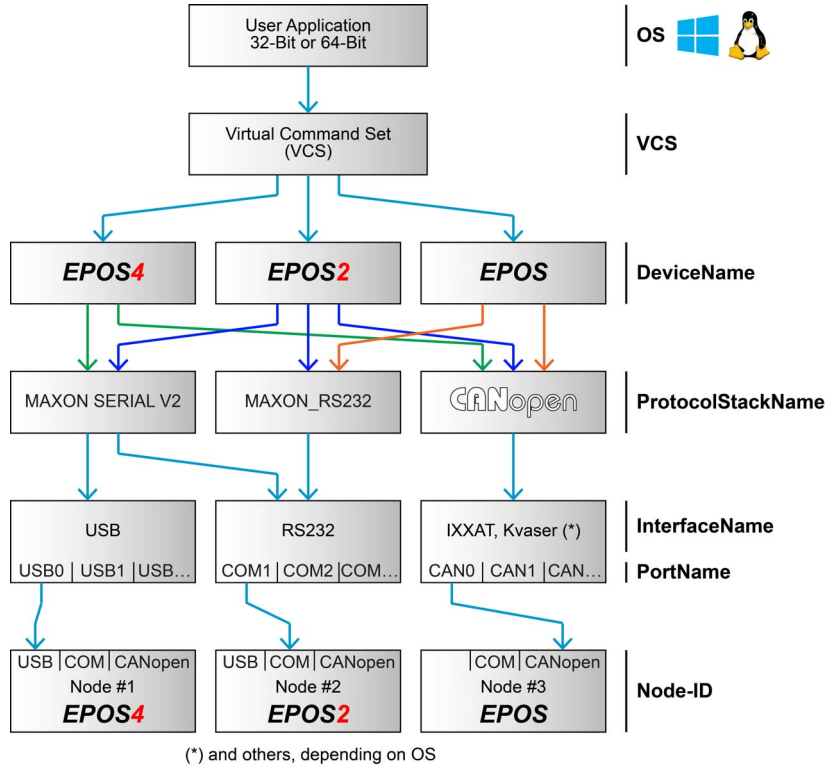 User Application
32-Bit or 64-Bit
OS
Virtual Command Set
(VCS)
VCS
EPOS4
EPOS2
EPOS
DeviceName
MAXON SERIAL V2
MAXON_RS232
CANopen
ProtocolStackName
USB
RS232
IXXAT, Kvaser (*)
InterfaceName
USB0 USB1 USB...
COM1 COM2 COM...
CAN0 CAN1 CAN...
PortName
USB COM CANopen
Node #1
EPOS4
USB COM CANopen
Node #2
EPOS2
COM CANopen
Node #3
EPOS
Node-ID
(*) and others, depending on OS